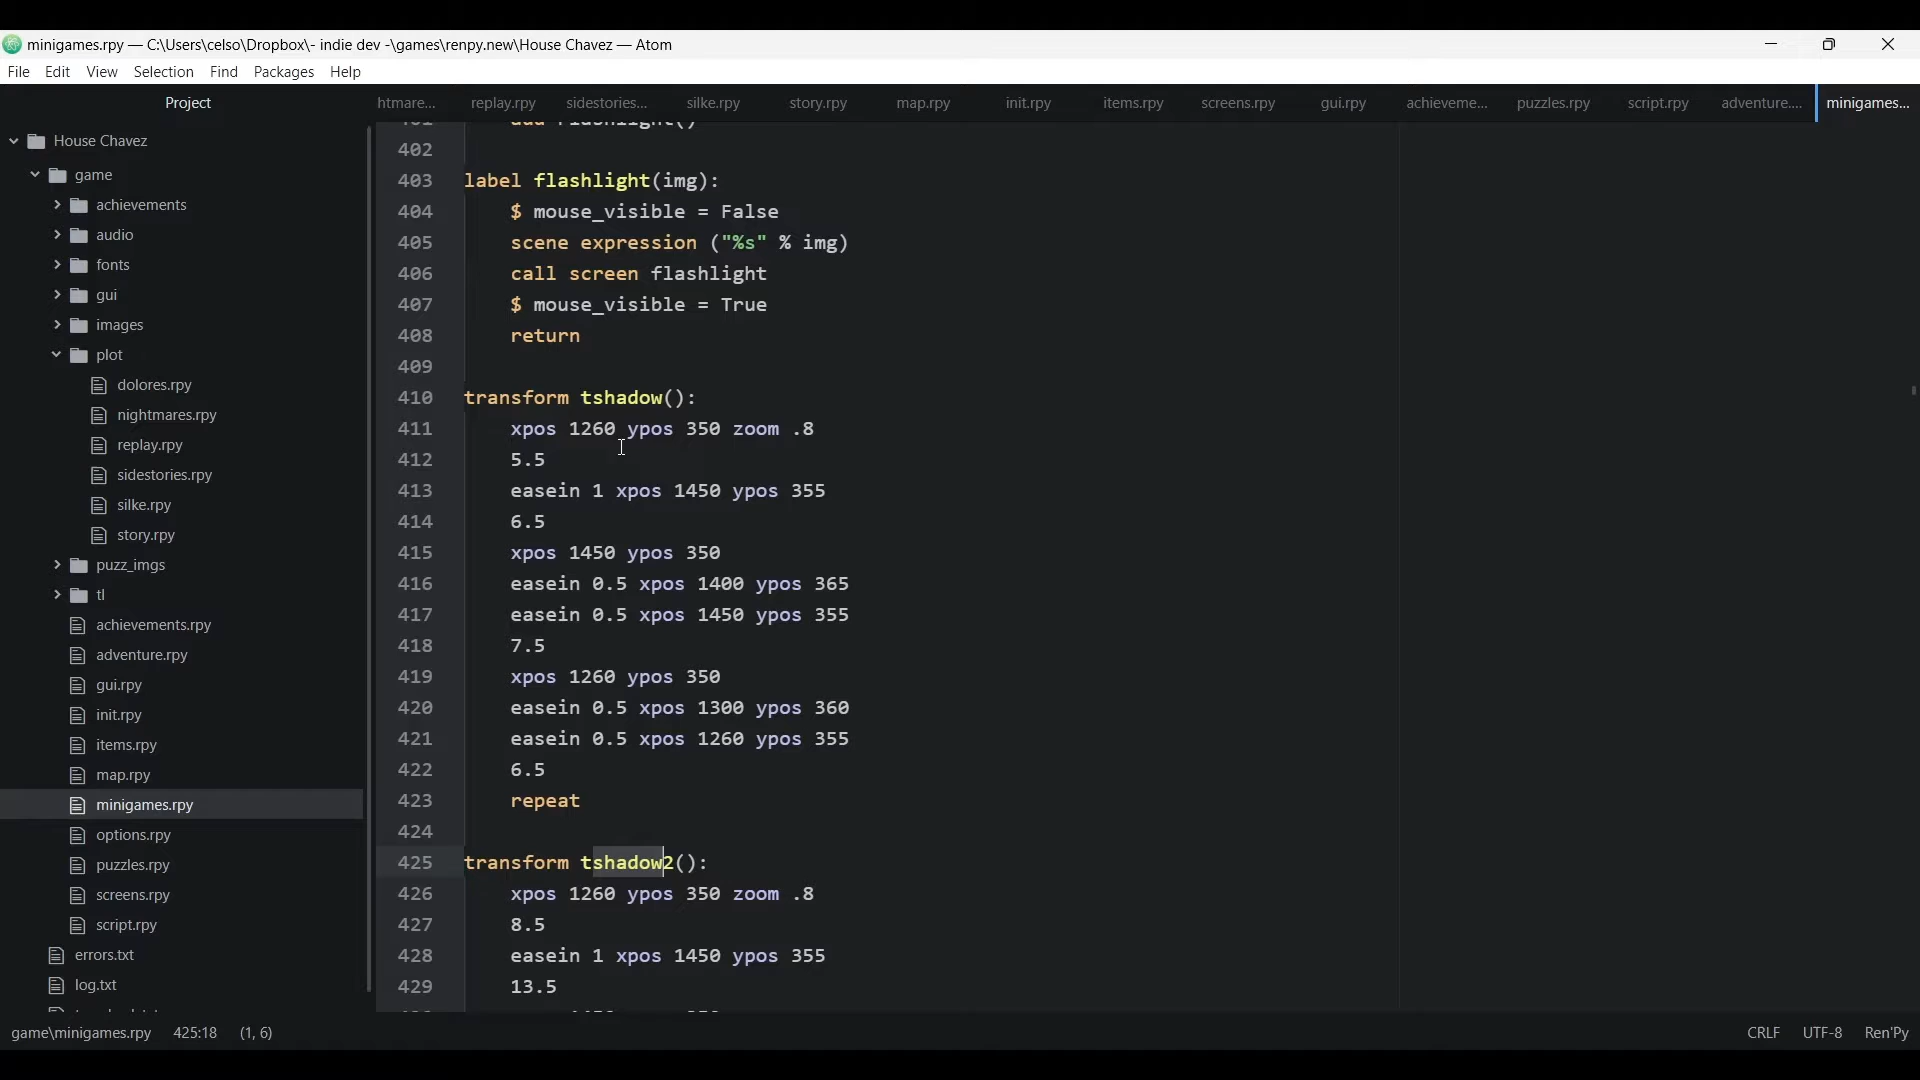 minigames.rpy — C:\Users\celso\Dropbox\- indie dev -\games\renpy.new\House Chavez — Atom
File Edit View Selection Find Packages Help
Project
htmare... replay.rpy sidestories... silke.rpy story.rpy map.rpy init.rpy items.rpy screens.rpy gui.rpy achieveme... puzzles.rpy script.rpy adventure.... minigames...
House Chavez
game
achievements
audio
fonts
gui
images
plot
dolores.rpy
nightmares.rpy
replay.rpy
sidestories.rpy
silke.rpy
story.rpy
puzz_imgs
tl
achievements.rpy
adventure.rpy
gui.rpy
init.rpy
items.rpy
map.rpy
minigames.rpy
options.rpy
puzzles.rpy
screens.rpy
script.rpy
errors.txt
log.txt
402
403 label flashlight(img):
404 $ mouse_visible = False
405 scene expression ("%s" % img)
406 call screen flashlight
407 $ mouse_visible = True
408 return
409
410 transform tshadow():
411 xpos 1260 ypos 350 zoom .8
412 5.5
413 easein 1 xpos 1450 ypos 355
414 6.5
415 xpos 1450 ypos 350
416 easein 0.5 xpos 1400 ypos 365
417 easein 0.5 xpos 1450 ypos 355
418 7.5
419 xpos 1260 ypos 350
420 easein 0.5 xpos 1300 ypos 360
421 easein 0.5 xpos 1260 ypos 355
422 6.5
423 repeat
424
425 transform tshadow2():
426 xpos 1260 ypos 350 zoom .8
427 8.5
428 easein 1 xpos 1450 ypos 355
429 13.5
game\minigames.rpy 425:18 (1, 6) CRLF UTF-8 Ren'Py